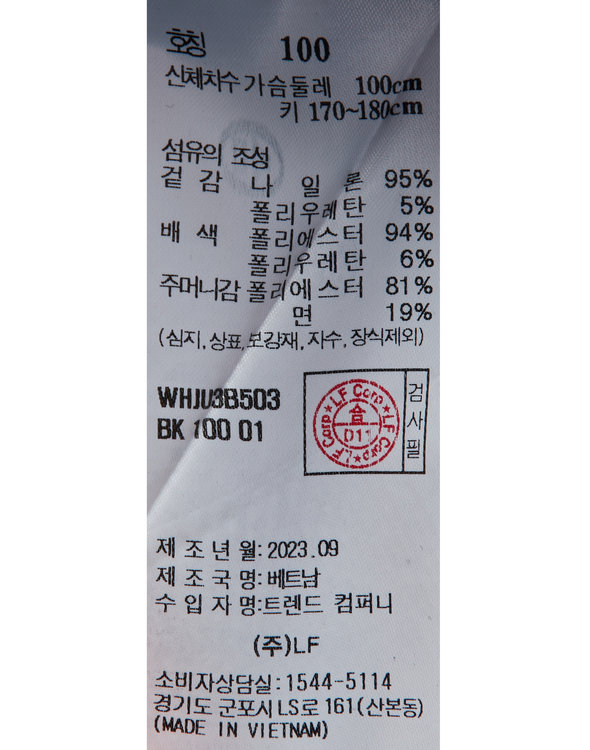 호칭 100
신체치수 가슴둘레 100cm
키 170~180cm
섬유의 조성
겉감 나일론 95%
폴리우레탄 5%
배색 폴리에스터 94%
폴리우레탄 6%
주머니감 폴리에스터 81%
면 19%
(심지,상표,보강재,자수,장식제외)
WHJU3B503
BK 100 01
LF Corp ★ LF Corp ★ LF Corp ★
合
D11
검사필
제조년월:2023.09
제조국명:베트남
수입자명:트렌드 컴퍼니
(주)LF
소비자상담실:1544-5114
경기도 군포시 LS로 161(산본동)
(MADE IN VIETNAM)